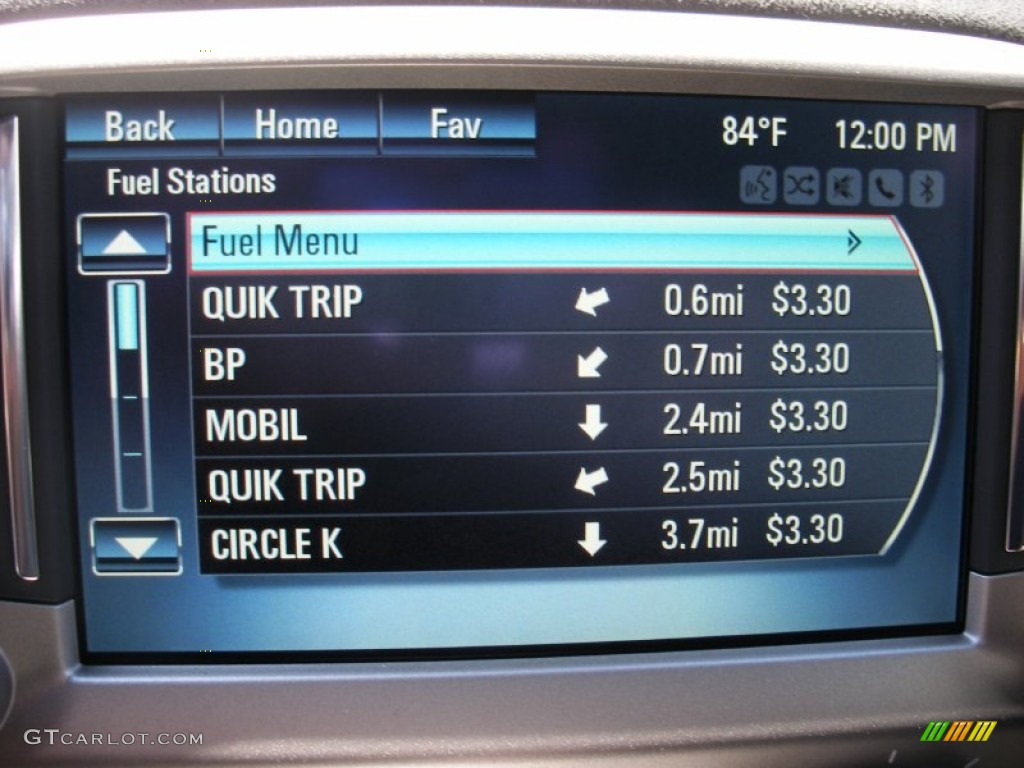 Back Home Fav 84°F 12:00 PM
Fuel Stations
Fuel Menu
QUIK TRIP 0.6mi $3.30
BP 0.7mi $3.30
MOBIL 2.4mi $3.30
QUIK TRIP 2.5mi $3.30
CIRCLE K 3.7mi $3.30
GTCARLOT.COM